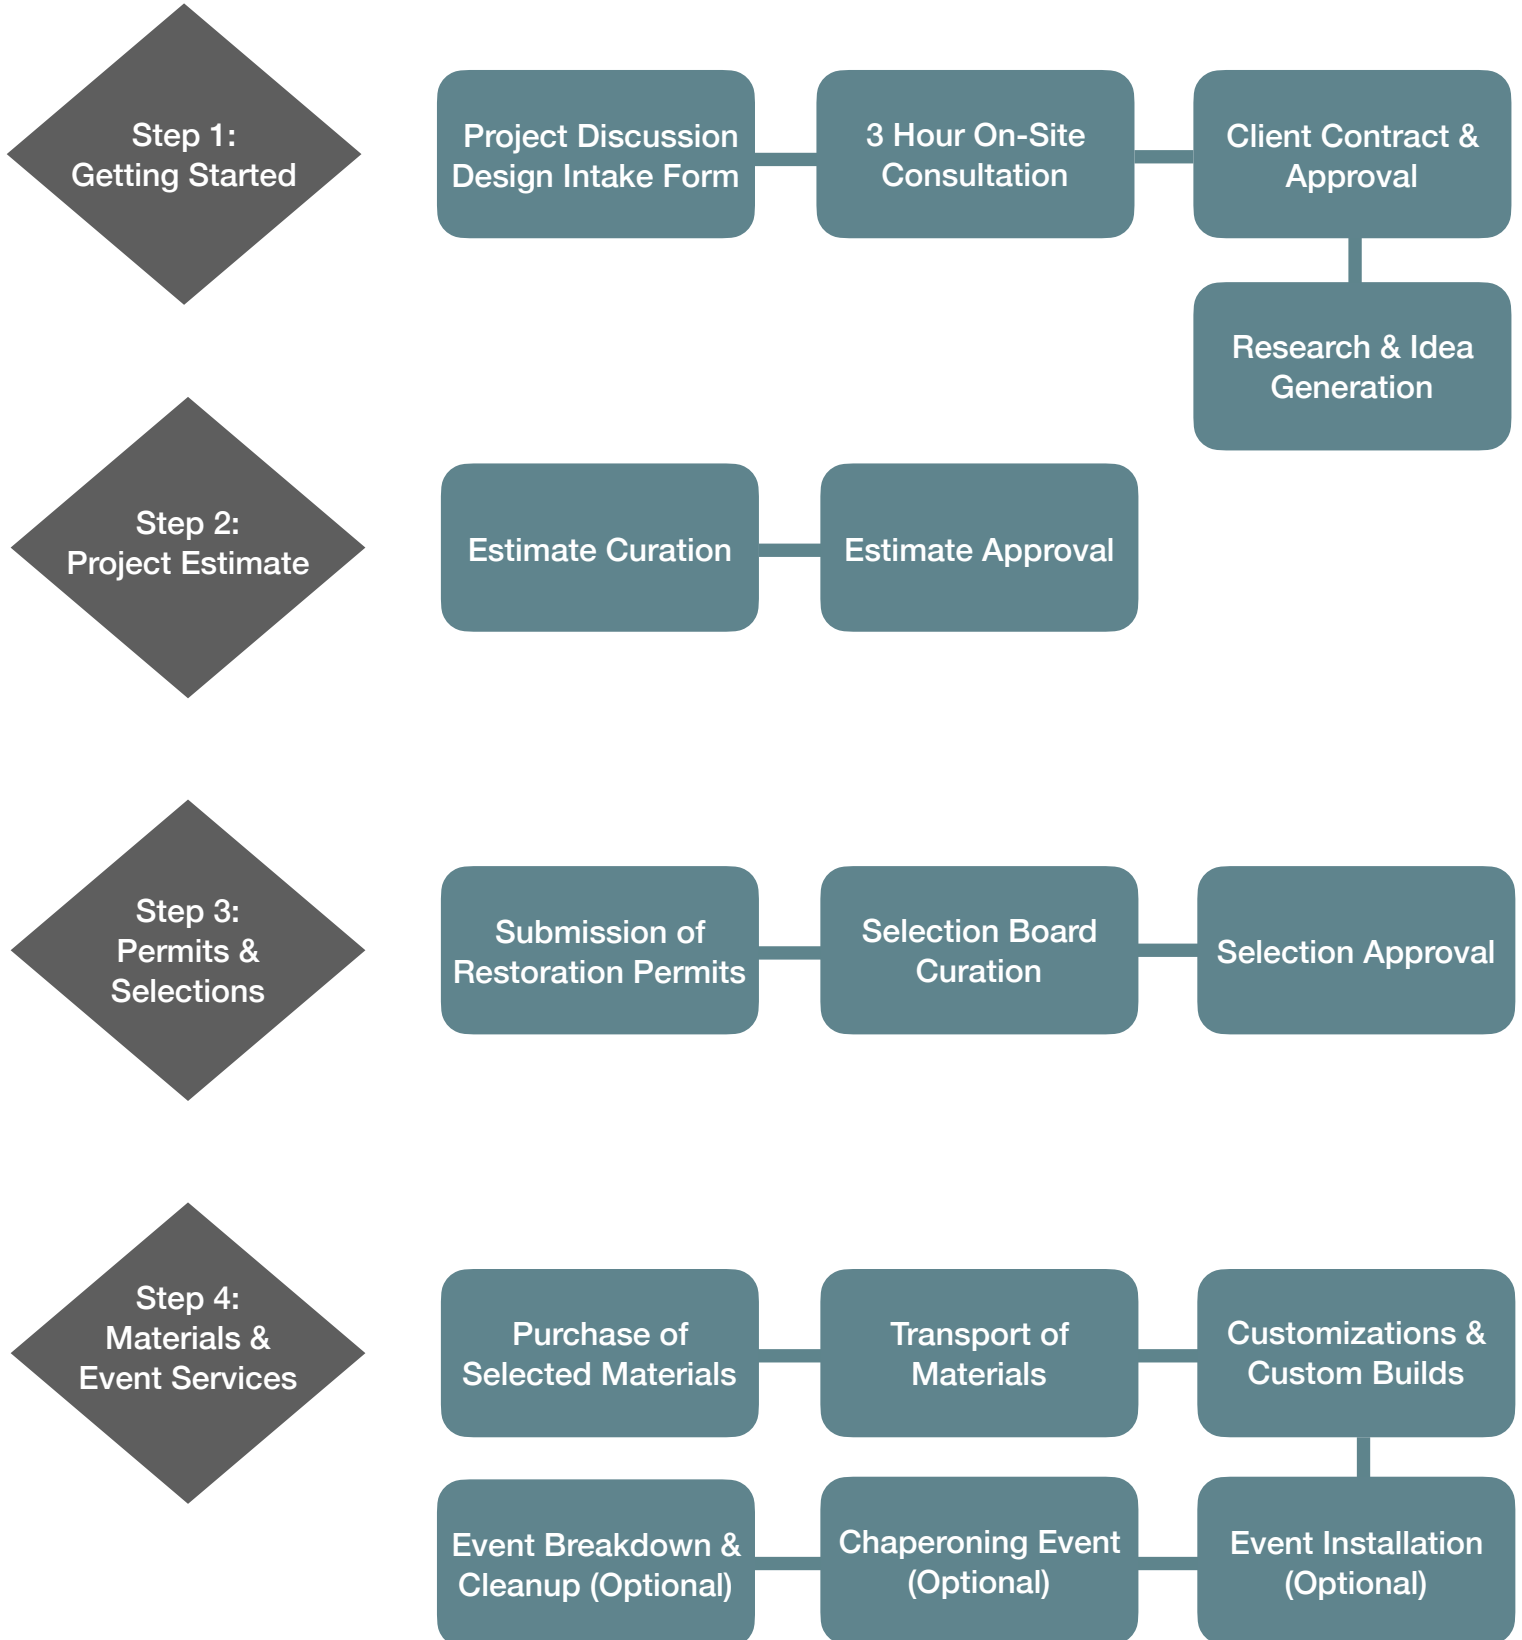 Step 1:
Getting Started
Project Discussion
Design Intake Form
3 Hour On-Site
Consultation
Client Contract &
Approval
Research & Idea
Generation
Step 2:
Project Estimate
Estimate Curation
Estimate Approval
Step 3:
Permits &
Selections
Submission of
Restoration Permits
Selection Board
Curation
Selection Approval
Step 4:
Materials &
Event Services
Purchase of
Selected Materials
Transport of
Materials
Customizations &
Custom Builds
Event Installation
(Optional)
Chaperoning Event
(Optional)
Event Breakdown &
Cleanup (Optional)